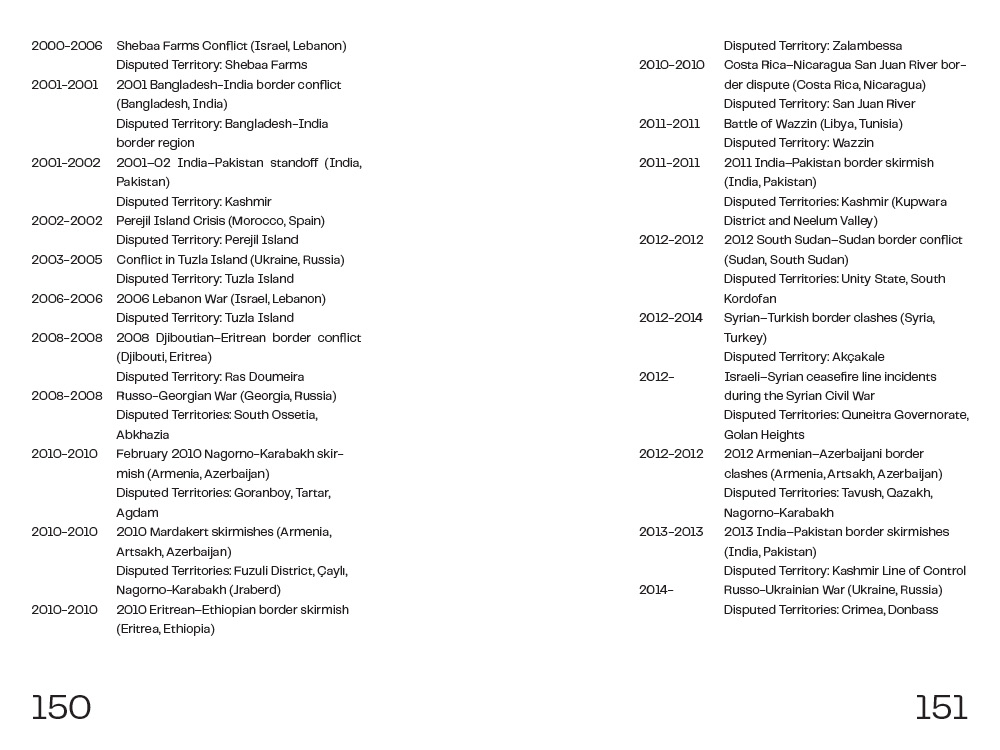 2000–2006 Shebaa Farms Conflict (Israel, Lebanon)
Disputed Territory: Shebaa Farms
2001–2001 2001 Bangladesh–India border conflict
(Bangladesh, India)
Disputed Territory: Bangladesh–India
border region
2001–2002 2001–02 India–Pakistan standoff (India,
Pakistan)
Disputed Territory: Kashmir
2002–2002 Perejil Island Crisis (Morocco, Spain)
Disputed Territory: Perejil Island
2003–2005 Conflict in Tuzla Island (Ukraine, Russia)
Disputed Territory: Tuzla Island
2006–2006 2006 Lebanon War (Israel, Lebanon)
Disputed Territory: Tuzla Island
2008–2008 2008 Djiboutian–Eritrean border conflict
(Djibouti, Eritrea)
Disputed Territory: Ras Doumeira
2008–2008 Russo-Georgian War (Georgia, Russia)
Disputed Territories: South Ossetia,
Abkhazia
2010–2010 February 2010 Nagorno-Karabakh skir-
mish (Armenia, Azerbaijan)
Disputed Territories: Goranboy, Tartar,
Agdam
2010–2010 2010 Mardakert skirmishes (Armenia,
Artsakh, Azerbaijan)
Disputed Territories: Fuzuli District, Çaylı,
Nagorno-Karabakh (Jraberd)
2010–2010 2010 Eritrean–Ethiopian border skirmish
(Eritrea, Ethiopia)
150
Disputed Territory: Zalambessa
2010–2010 Costa Rica–Nicaragua San Juan River bor-
der dispute (Costa Rica, Nicaragua)
Disputed Territory: San Juan River
2011–2011 Battle of Wazzin (Libya, Tunisia)
Disputed Territory: Wazzin
2011–2011 2011 India–Pakistan border skirmish
(India, Pakistan)
Disputed Territories: Kashmir (Kupwara
District and Neelum Valley)
2012–2012 2012 South Sudan–Sudan border conflict
(Sudan, South Sudan)
Disputed Territories: Unity State, South
Kordofan
2012–2014 Syrian–Turkish border clashes (Syria,
Turkey)
Disputed Territory: Akçakale
2012– Israeli–Syrian ceasefire line incidents
during the Syrian Civil War
Disputed Territories: Quneitra Governorate,
Golan Heights
2012–2012 2012 Armenian–Azerbaijani border
clashes (Armenia, Artsakh, Azerbaijan)
Disputed Territories: Tavush, Qazakh,
Nagorno-Karabakh
2013–2013 2013 India–Pakistan border skirmishes
(India, Pakistan)
Disputed Territory: Kashmir Line of Control
2014– Russo-Ukrainian War (Ukraine, Russia)
Disputed Territories: Crimea, Donbass
151